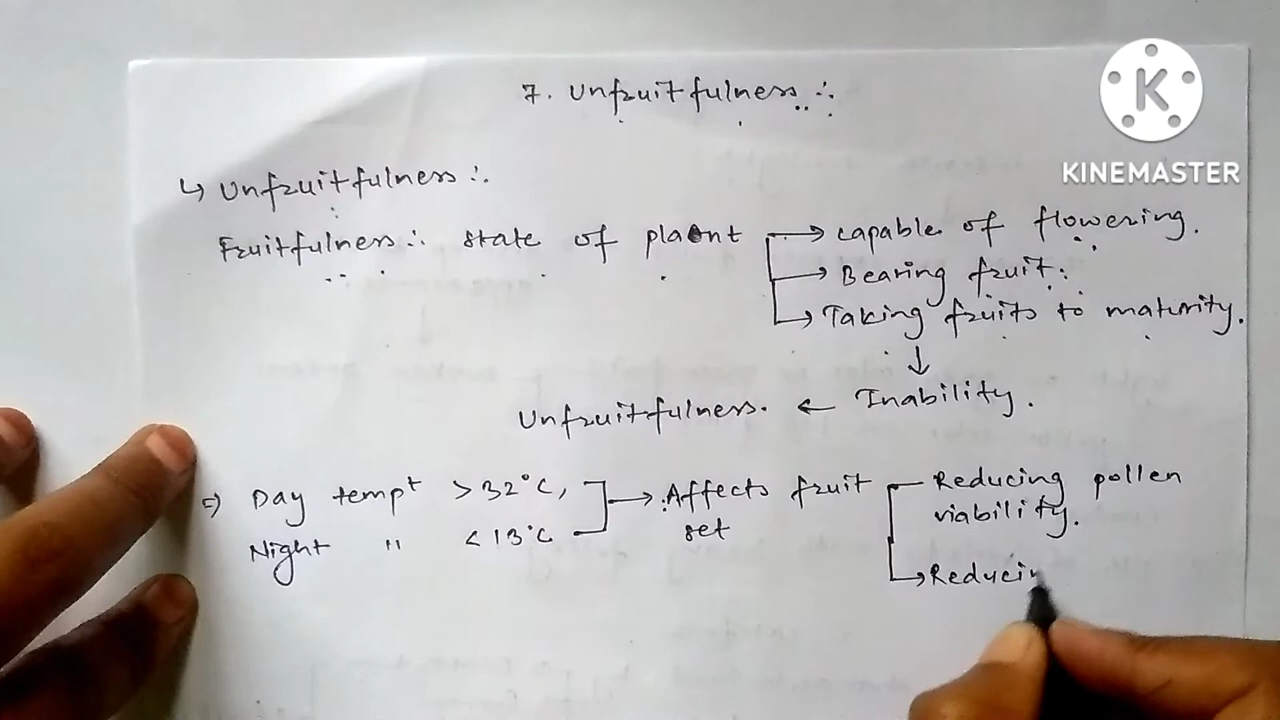 7. Unfruitfulness :-
K
KINEMASTER
↳ Unfruitfulness :-
Fruitfulness :- state of plant → capable of flowering.
→ Bearing fruit.
→ Taking fruits to maturity.
↓
Unfruitfulness. ← Inability.
⇒ Day tempt >32°C,
Night " <13°C
→ Affects fruit
set
Reducing pollen
viability.
→ Reducin